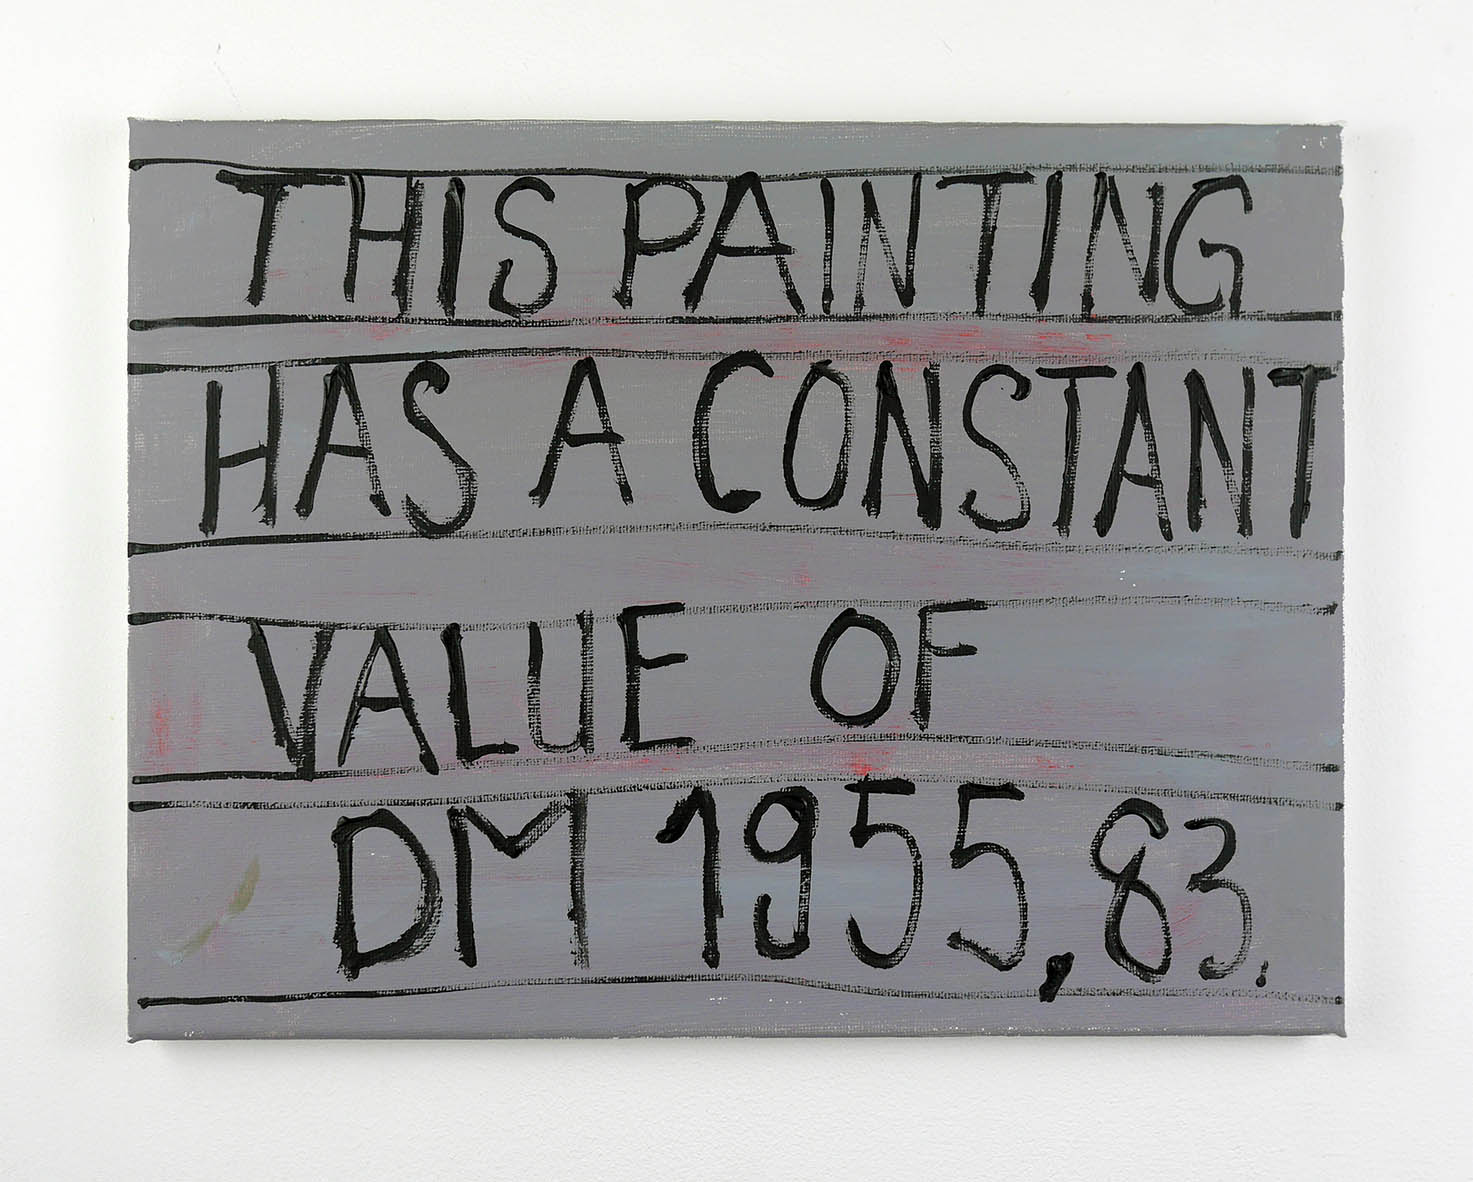 THIS PAINTING
HAS A CONSTANT
VALUE OF
DM 1955,83.